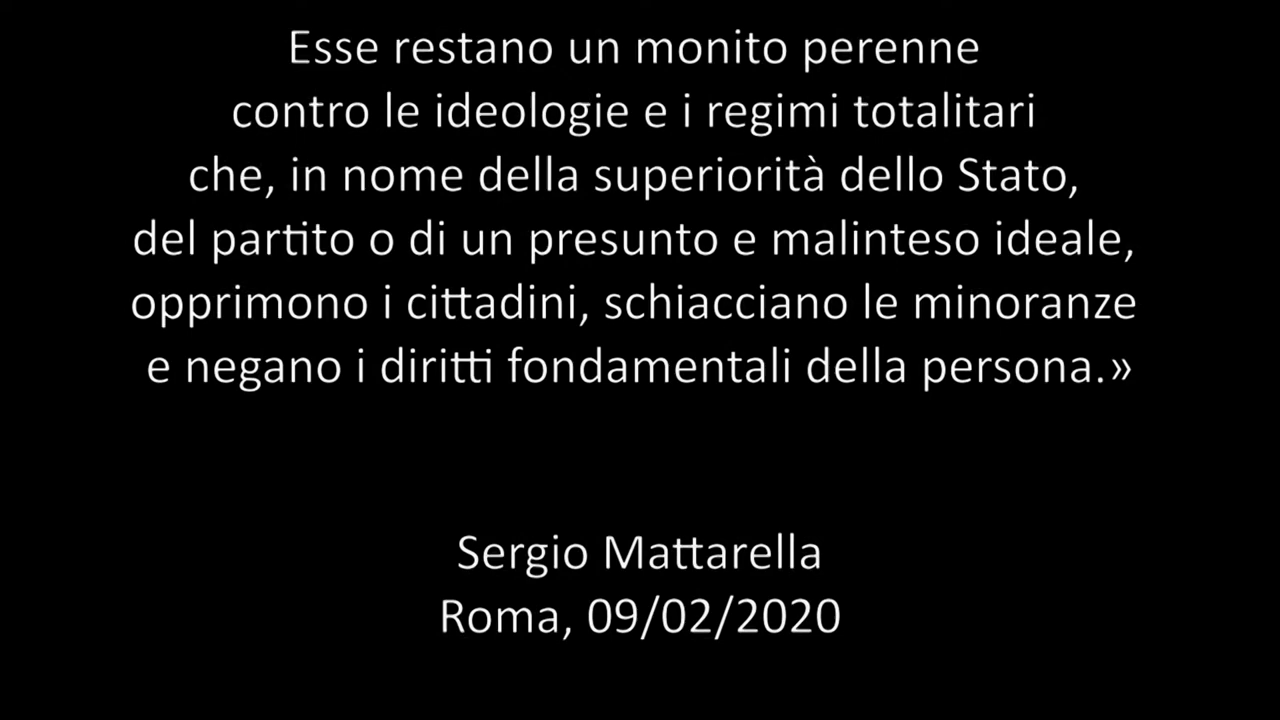 Esse restano un monito perenne
contro le ideologie e i regimi totalitari
che, in nome della superiorità dello Stato,
del partito o di un presunto e malinteso ideale,
opprimono i cittadini, schiacciano le minoranze
e negano i diritti fondamentali della persona.»
Sergio Mattarella
Roma, 09/02/2020